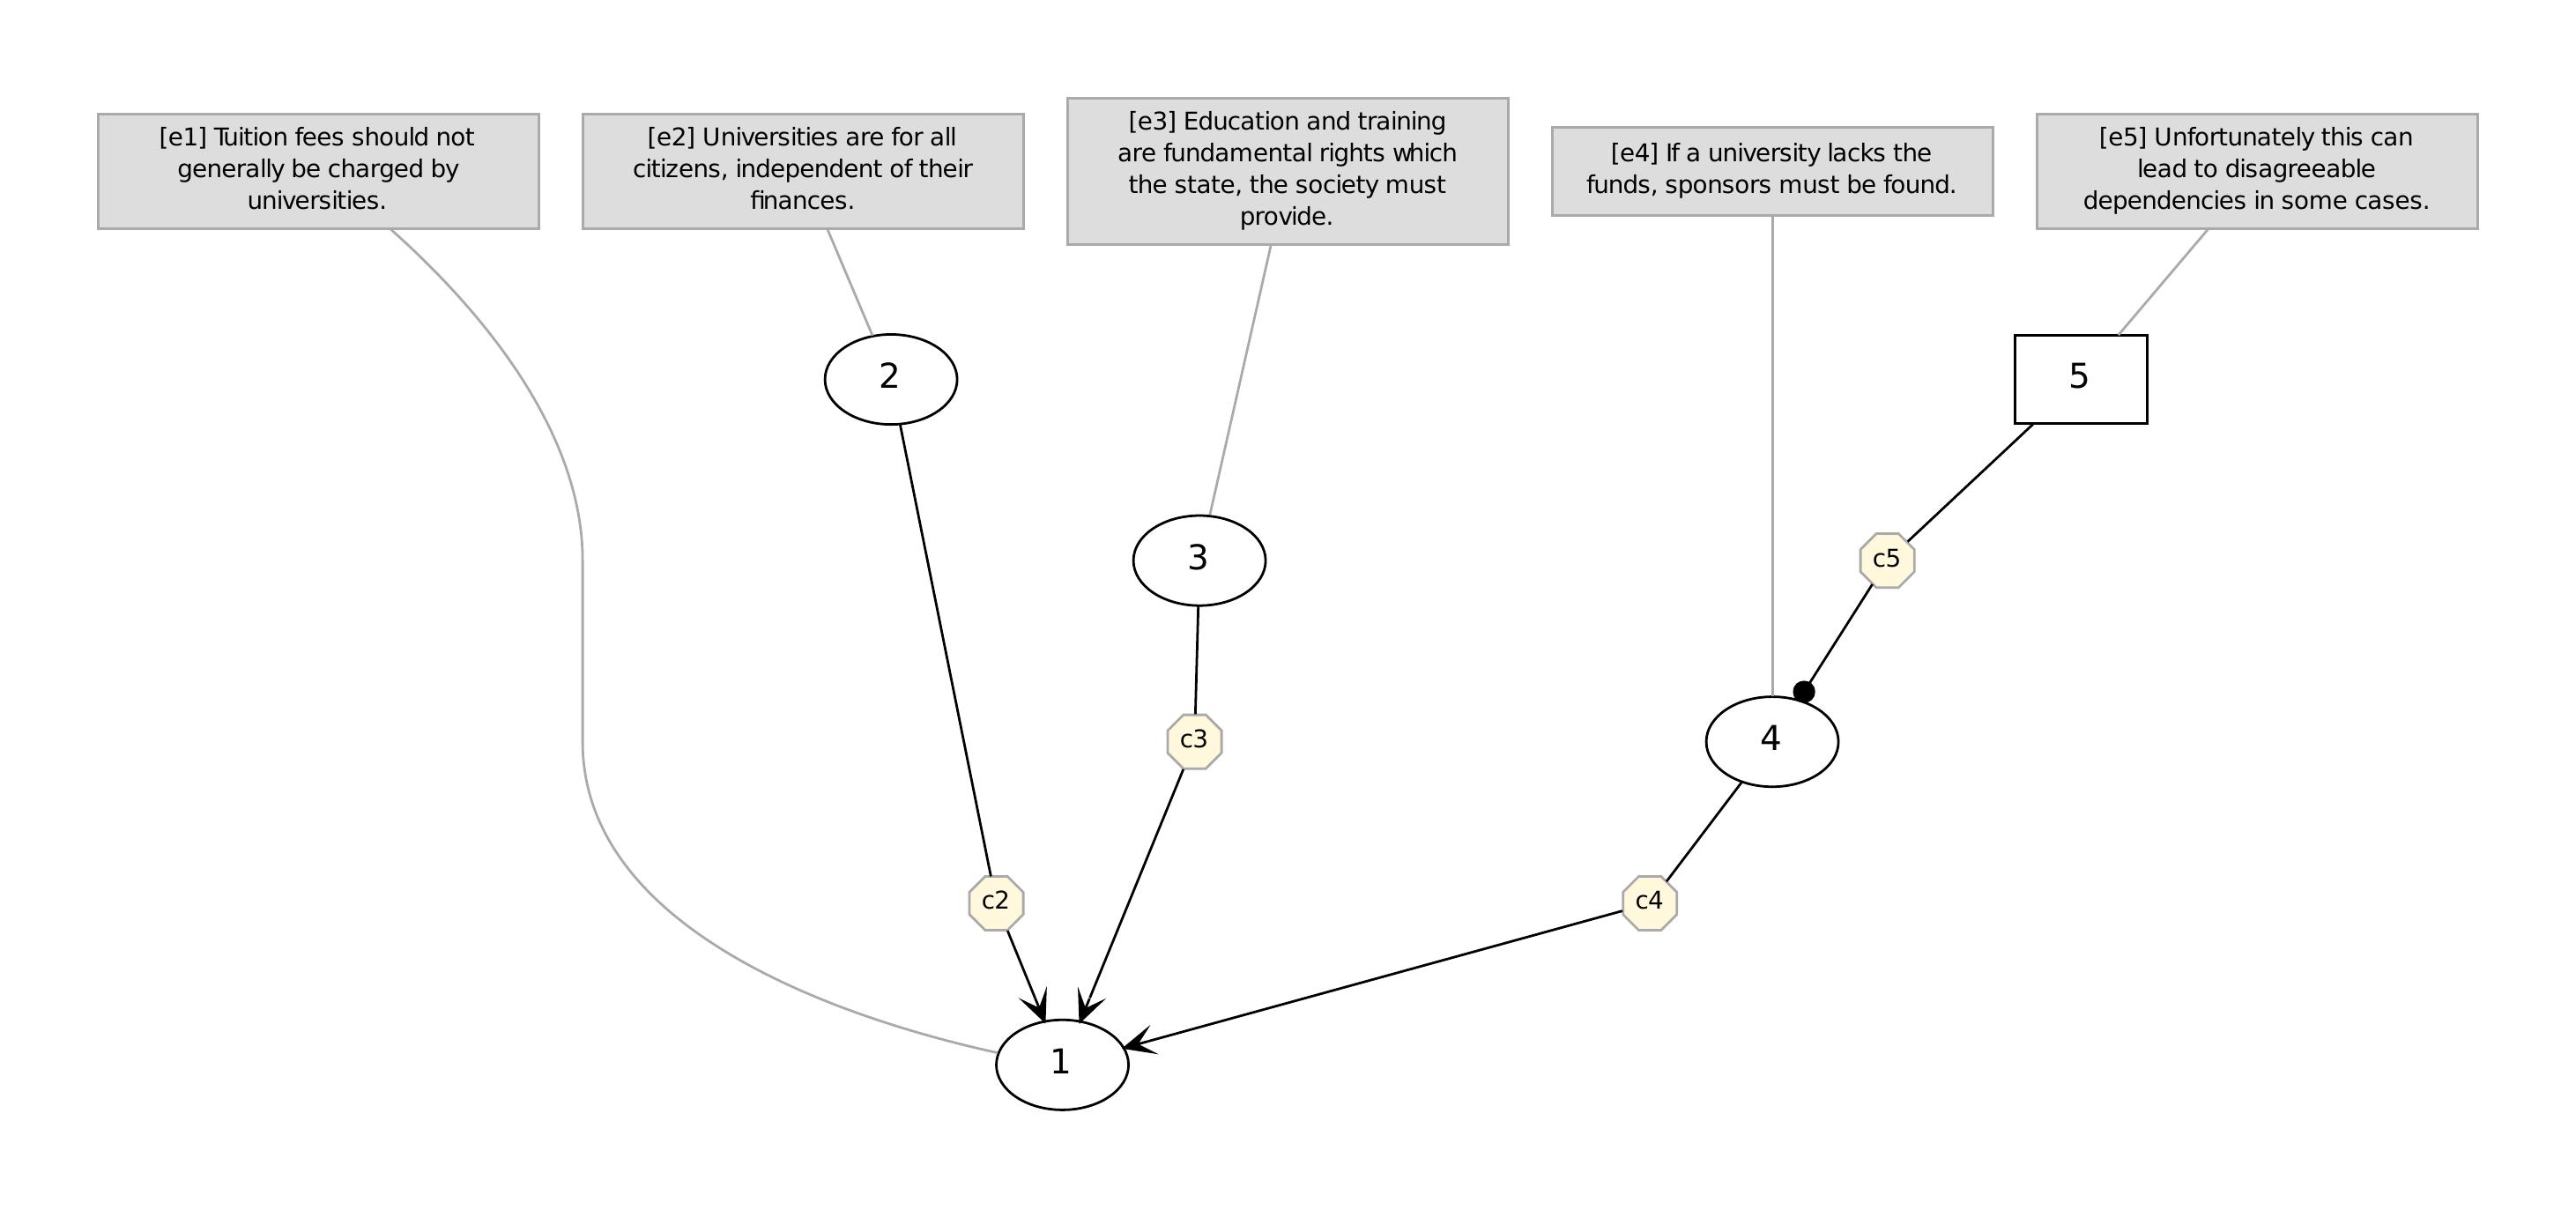 [e1] Tuition fees should not
generally be charged by
universities.
[e2] Universities are for all
citizens, independent of their
finances.
[e3] Education and training
are fundamental rights which
the state, the society must
provide.
[e4] If a university lacks the
funds, sponsors must be found.
[e5] Unfortunately this can
lead to disagreeable
dependencies in some cases.
2
5
3
c5
c3
4
c2
c4
1